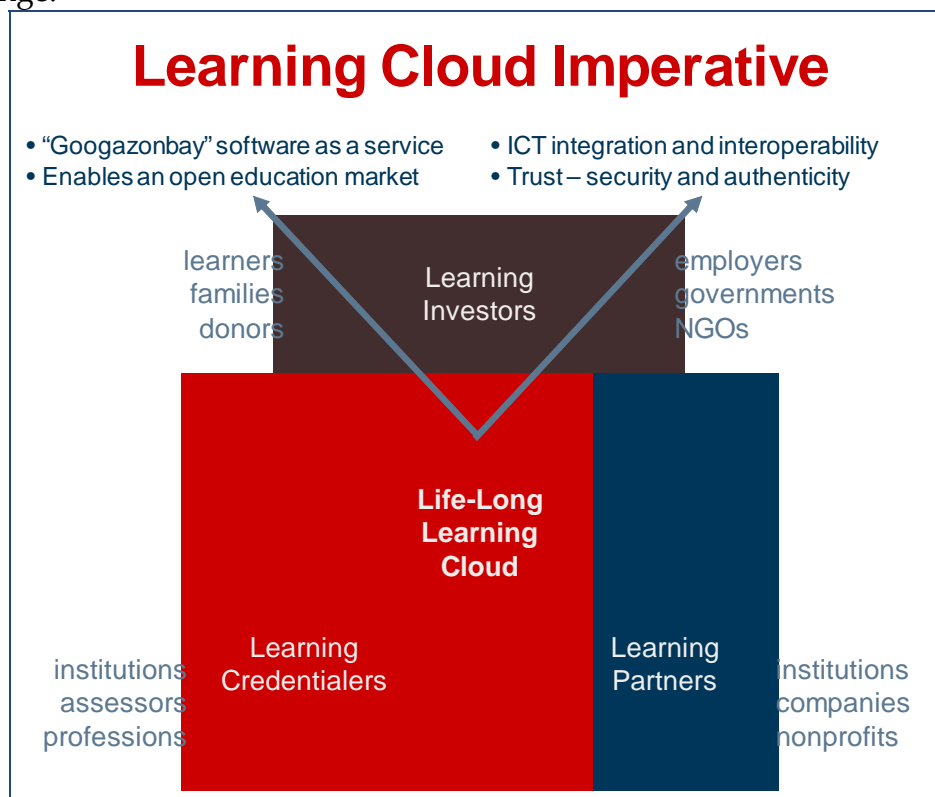 nge.
Learning Cloud Imperative
• “Googazonbay” software as a service
• Enables an open education market
• ICT integration and interoperability
• Trust – security and authenticity
learners
families
donors
Learning
Investors
employers
governments
NGOs
Life-Long
Learning
Cloud
Learning
Credentialers
Learning
Partners
institutions
assessors
professions
institutions
companies
nonprofits